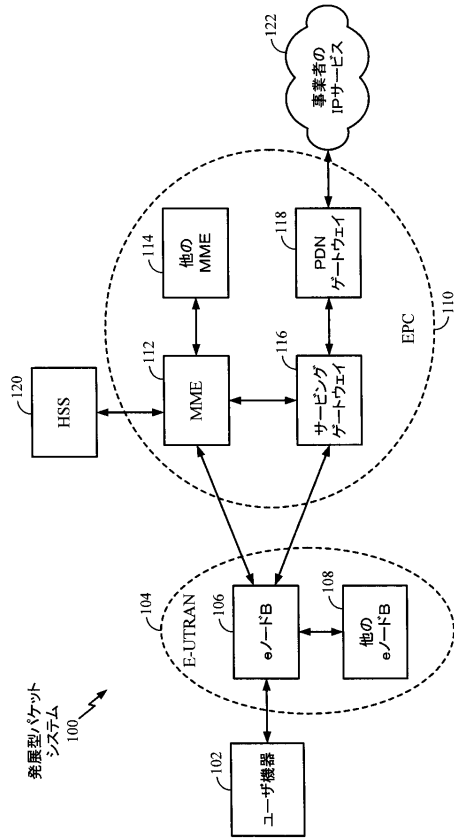 発展型パケット
システム
100
102
ユーザ機器
104
E-UTRAN
106
eノードB
108
他の
eノードB
120
HSS
112
MME
114
他の
MME
116
サービング
ゲートウェイ
118
PDN
ゲートウェイ
EPC
110
122
事業者の
IPサービス